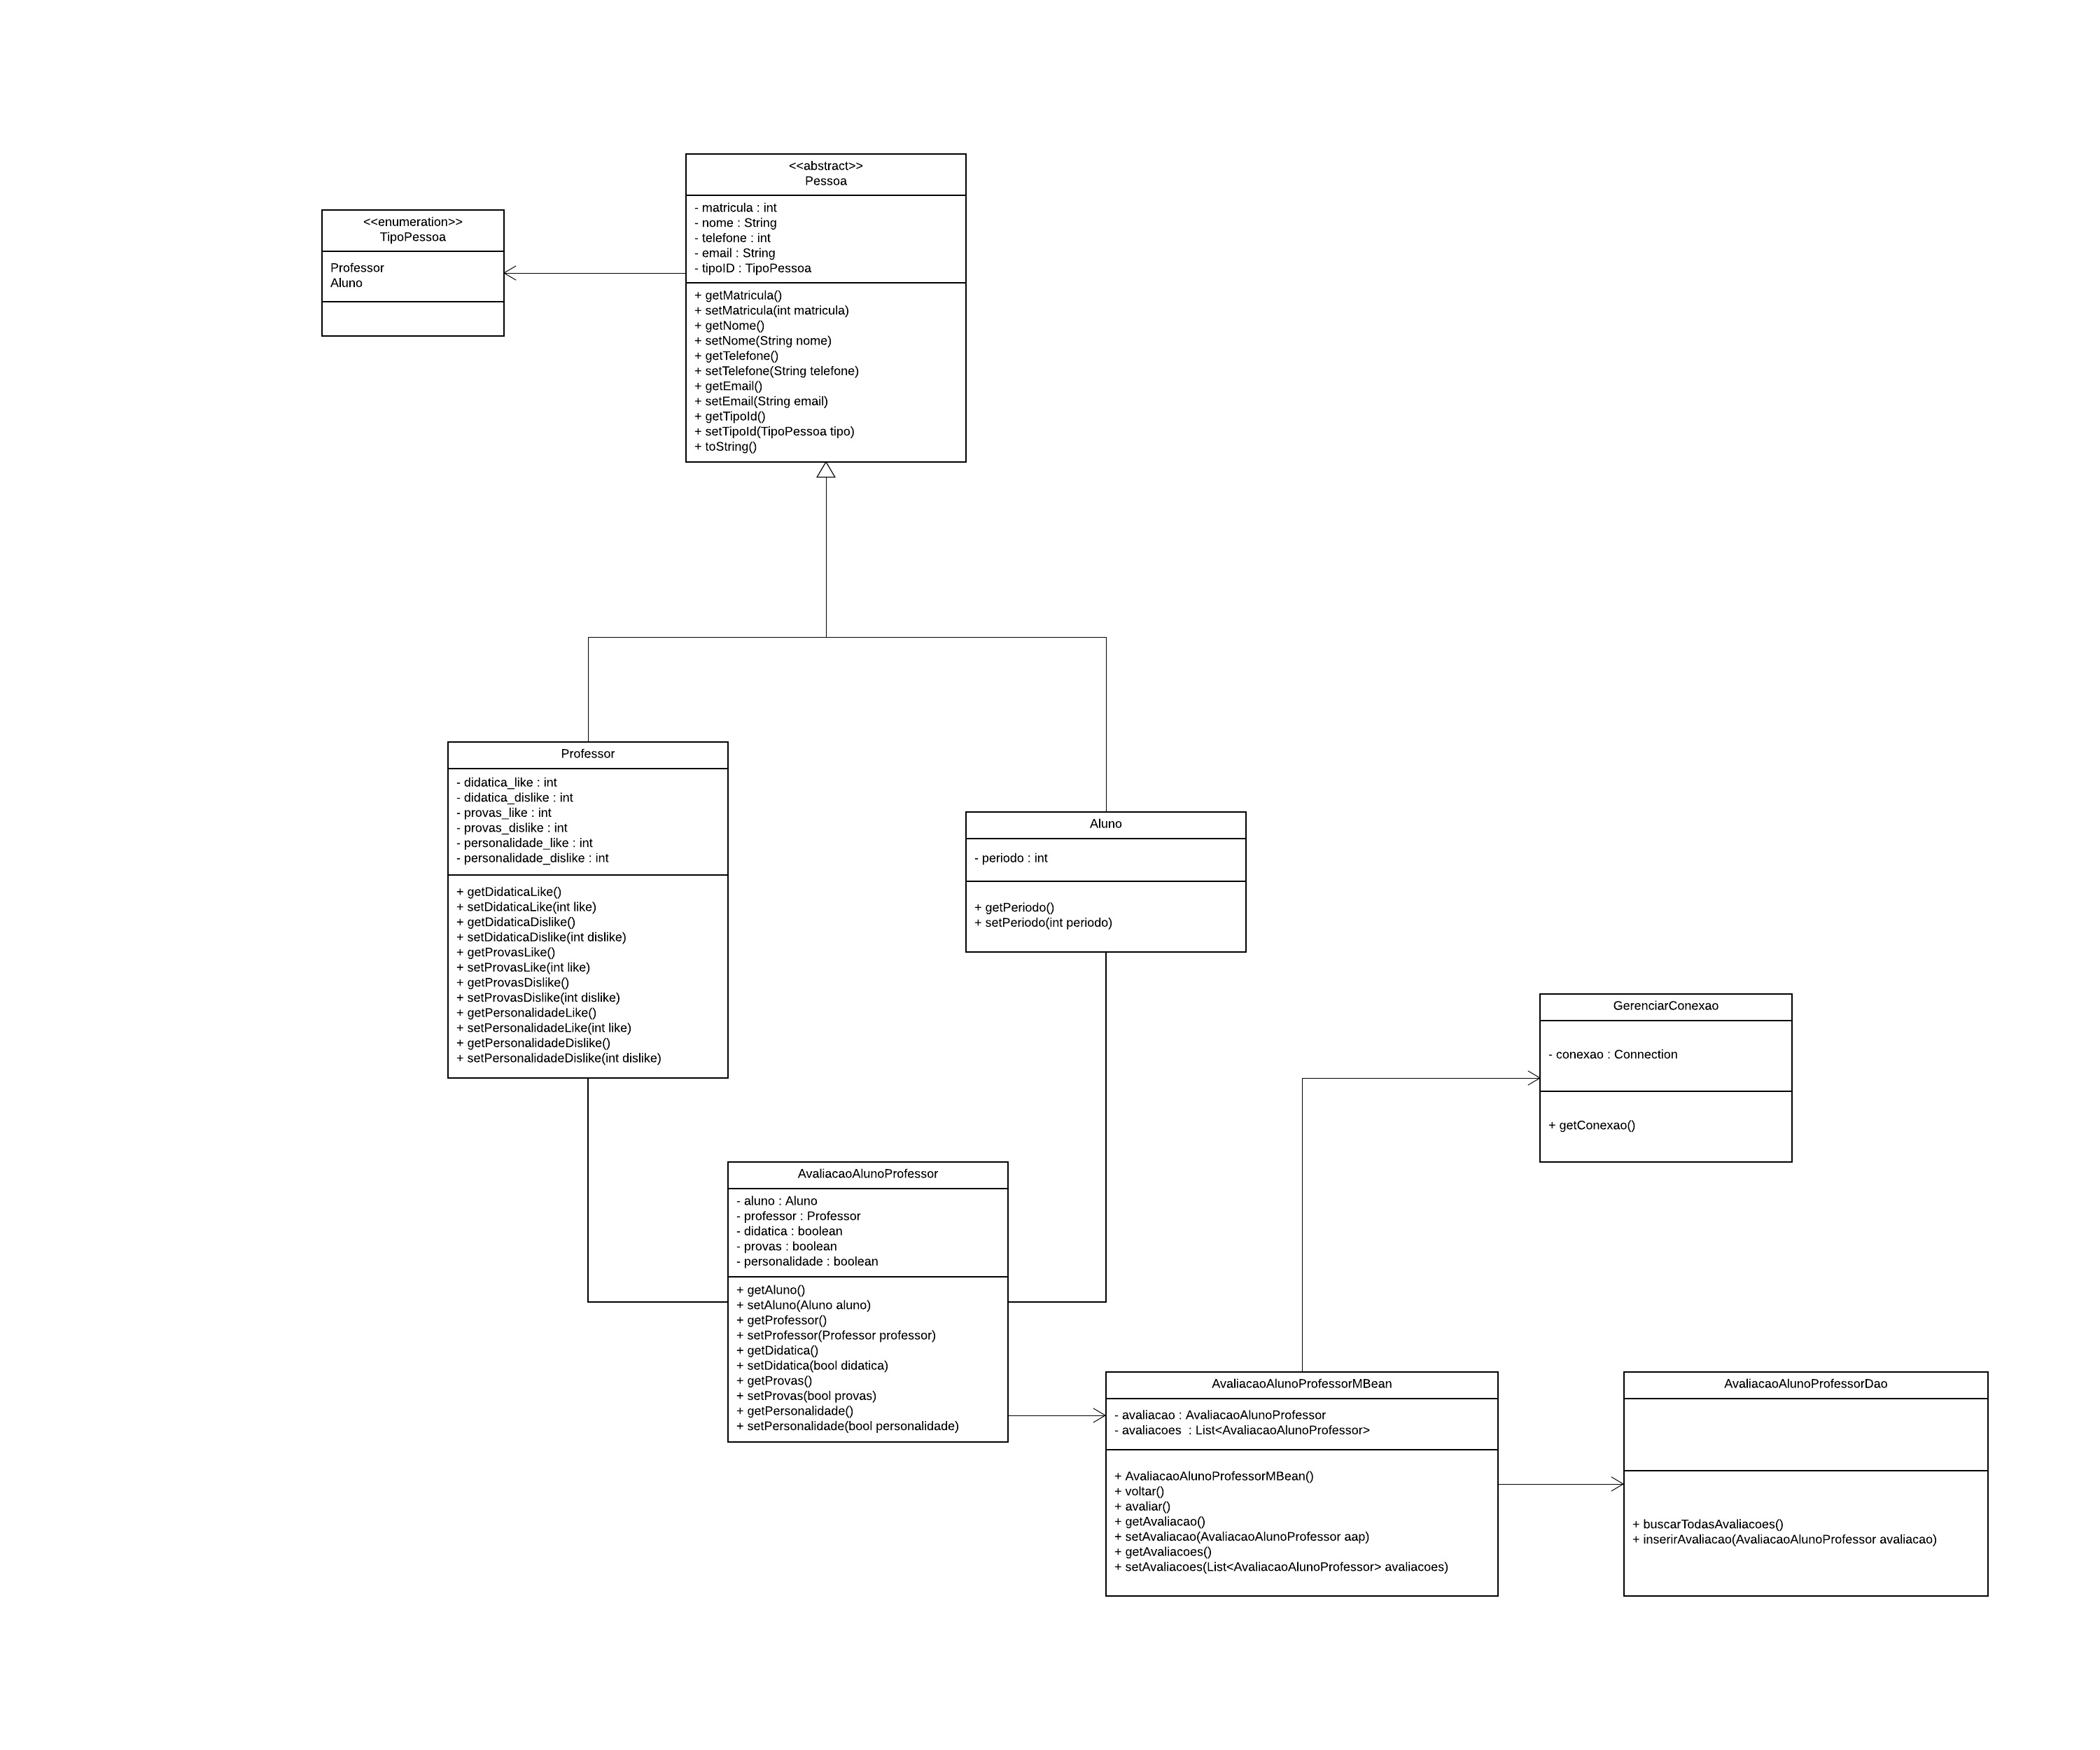 <<abstract>>
Pessoa
- matricula : int
- nome : String
- telefone : int
- email : String
- tipoID : TipoPessoa
+ getMatricula()
+ setMatricula(int matricula)
+ getNome()
+ setNome(String nome)
+ getTelefone()
+ setTelefone(String telefone)
+ getEmail()
+ setEmail(String email)
+ getTipoId()
+ setTipoId(TipoPessoa tipo)
+ toString()
<<enumeration>>
TipoPessoa
Professor
Aluno
Professor
- didatica_like : int
- didatica_dislike : int
- provas_like : int
- provas_dislike : int
- personalidade_like : int
- personalidade_dislike : int
+ getDidaticaLike()
+ setDidaticaLike(int like)
+ getDidaticaDislike()
+ setDidaticaDislike(int dislike)
+ getProvasLike()
+ setProvasLike(int like)
+ getProvasDislike()
+ setProvasDislike(int dislike)
+ getPersonalidadeLike()
+ setPersonalidadeLike(int like)
+ getPersonalidadeDislike()
+ setPersonalidadeDislike(int dislike)
Aluno
- periodo : int
+ getPeriodo()
+ setPeriodo(int periodo)
GerenciarConexao
- conexao : Connection
+ getConexao()
AvaliacaoAlunoProfessor
- aluno : Aluno
- professor : Professor
- didatica : boolean
- provas : boolean
- personalidade : boolean
+ getAluno()
+ setAluno(Aluno aluno)
+ getProfessor()
+ setProfessor(Professor professor)
+ getDidatica()
+ setDidatica(bool didatica)
+ getProvas()
+ setProvas(bool provas)
+ getPersonalidade()
+ setPersonalidade(bool personalidade)
AvaliacaoAlunoProfessorMBean
- avaliacao : AvaliacaoAlunoProfessor
- avaliacoes : List<AvaliacaoAlunoProfessor>
+ AvaliacaoAlunoProfessorMBean()
+ voltar()
+ avaliar()
+ getAvaliacao()
+ setAvaliacao(AvaliacaoAlunoProfessor aap)
+ getAvaliacoes()
+ setAvaliacoes(List<AvaliacaoAlunoProfessor> avaliacoes)
AvaliacaoAlunoProfessorDao
+ buscarTodasAvaliacoes()
+ inserirAvaliacao(AvaliacaoAlunoProfessor avaliacao)